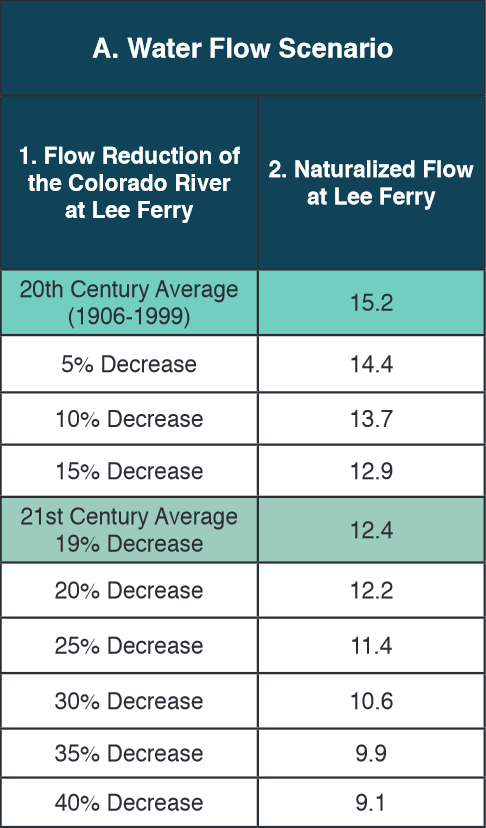 A. Water Flow Scenario
1. Flow Reduction of
the Colorado River
at Lee Ferry
2. Naturalized Flow
at Lee Ferry
20th Century Average
(1906-1999)
15.2
5% Decrease
14.4
10% Decrease
13.7
15% Decrease
12.9
21st Century Average
19% Decrease
12.4
20% Decrease
12.2
25% Decrease
11.4
30% Decrease
10.6
35% Decrease
9.9
40% Decrease
9.1